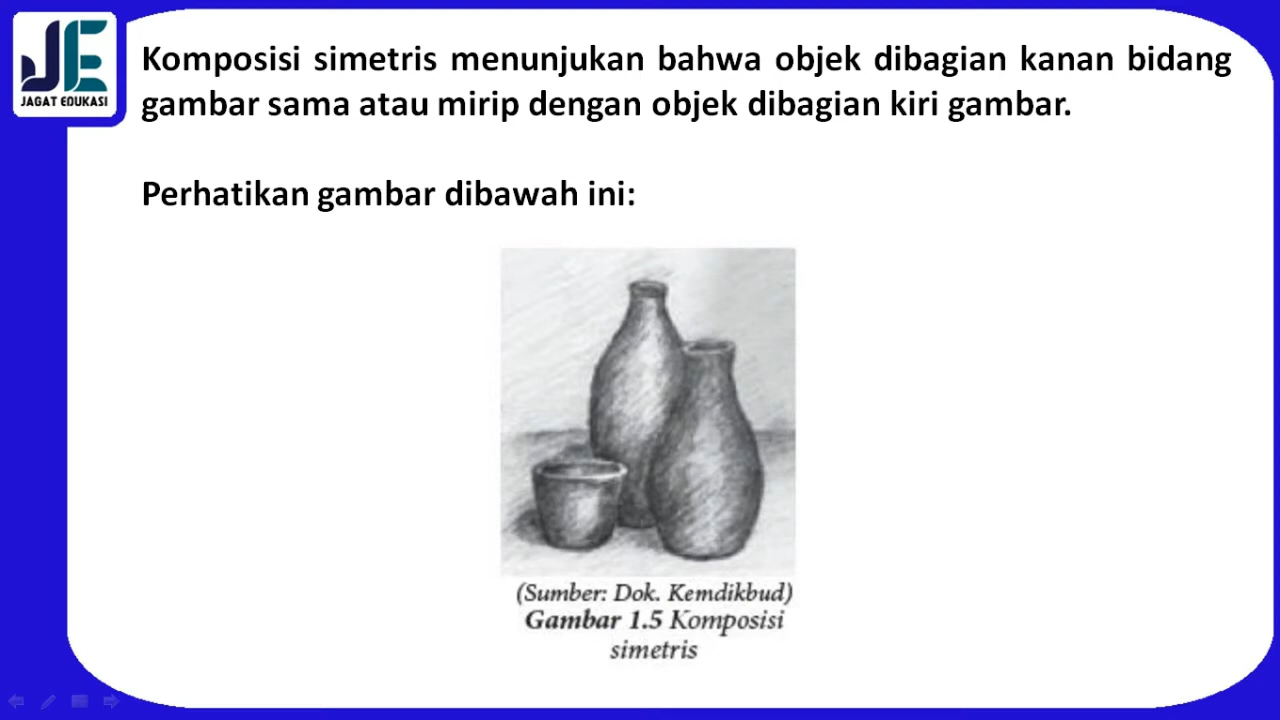 JE
JAGAT EDUKASI
Komposisi simetris menunjukan bahwa objek dibagian kanan bidang
gambar sama atau mirip dengan objek dibagian kiri gambar.
Perhatikan gambar dibawah ini:
(Sumber: Dok. Kemdikbud)
Gambar 1.5 Komposisi
simetris